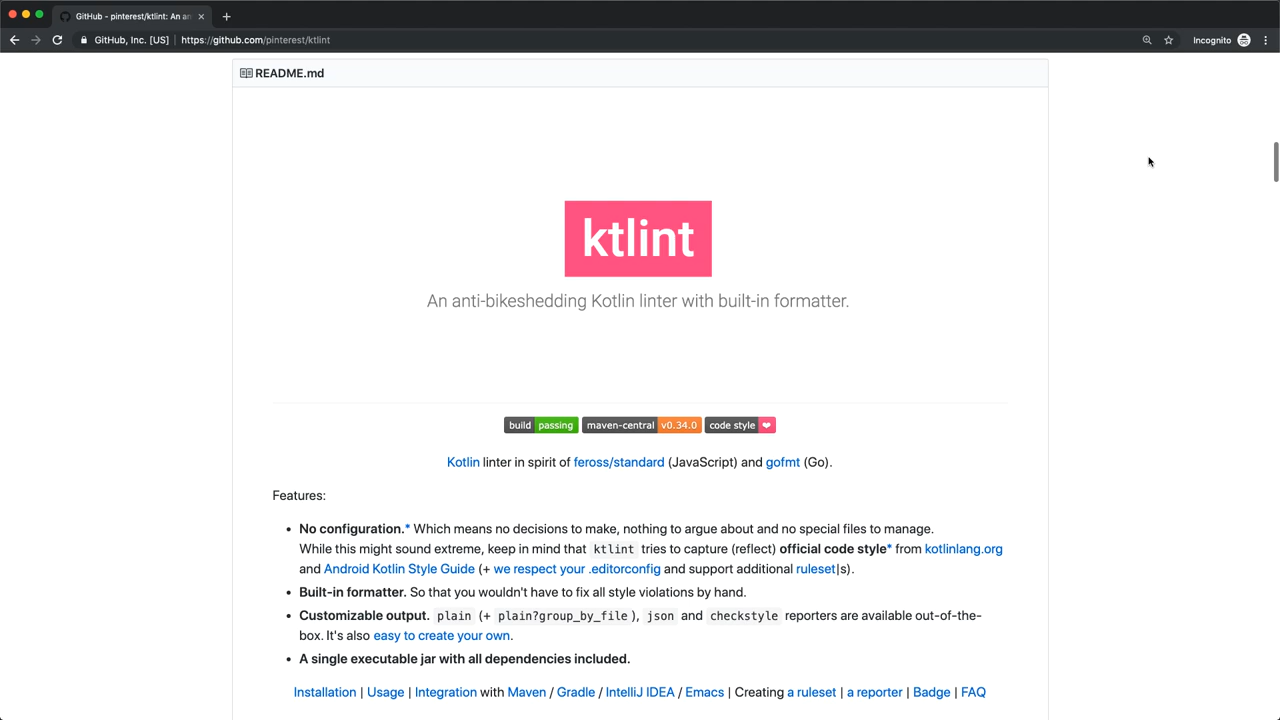 GitHub - pinterest/ktlint: An an
GitHub, Inc. [US] | https://github.com/pinterest/ktlint
Incognito
README.md
ktlint
An anti-bikeshedding Kotlin linter with built-in formatter.
build passing maven-central v0.34.0 code style ❤
Kotlin linter in spirit of feross/standard (JavaScript) and gofmt (Go).
Features:
• No configuration.* Which means no decisions to make, nothing to argue about and no special files to manage.
While this might sound extreme, keep in mind that ktlint tries to capture (reflect) official code style* from kotlinlang.org
and Android Kotlin Style Guide (+ we respect your .editorconfig and support additional ruleset|s).
• Built-in formatter. So that you wouldn't have to fix all style violations by hand.
• Customizable output. plain (+ plain?group_by_file ), json and checkstyle reporters are available out-of-the-
box. It's also easy to create your own.
• A single executable jar with all dependencies included.
Installation | Usage | Integration with Maven / Gradle / IntelliJ IDEA / Emacs | Creating a ruleset | a reporter | Badge | FAQ